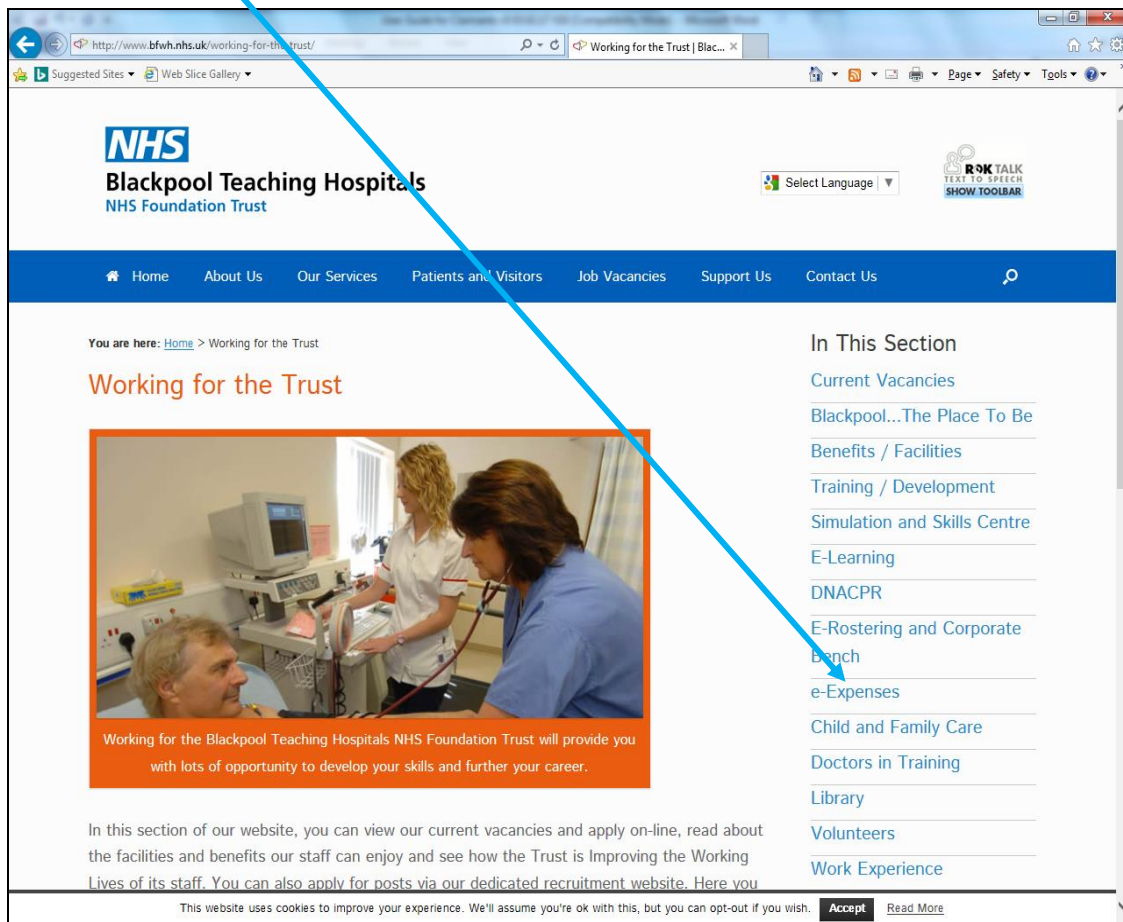 http://www.bfwh.nhs.uk/working-for-the-trust/
Working for the Trust | Blac...
Suggested Sites
Web Slice Gallery
Page
Safety
Tools
NHS
Blackpool Teaching Hospitals
NHS Foundation Trust
Select Language
ROK TALK
TEXT TO SPEECH
SHOW TOOLBAR
Home
About Us
Our Services
Patients and Visitors
Job Vacancies
Support Us
Contact Us
You are here: Home > Working for the Trust
Working for the Trust
Working for the Blackpool Teaching Hospitals NHS Foundation Trust will provide you
with lots of opportunity to develop your skills and further your career.
In this section of our website, you can view our current vacancies and apply on-line, read about
the facilities and benefits our staff can enjoy and see how the Trust is Improving the Working
Lives of its staff. You can also apply for posts via our dedicated recruitment website. Here you
In This Section
Current Vacancies
Blackpool...The Place To Be
Benefits / Facilities
Training / Development
Simulation and Skills Centre
E-Learning
DNACPR
E-Rostering and Corporate
Bench
e-Expenses
Child and Family Care
Doctors in Training
Library
Volunteers
Work Experience
This website uses cookies to improve your experience. We'll assume you're ok with this, but you can opt-out if you wish.
Accept
Read More